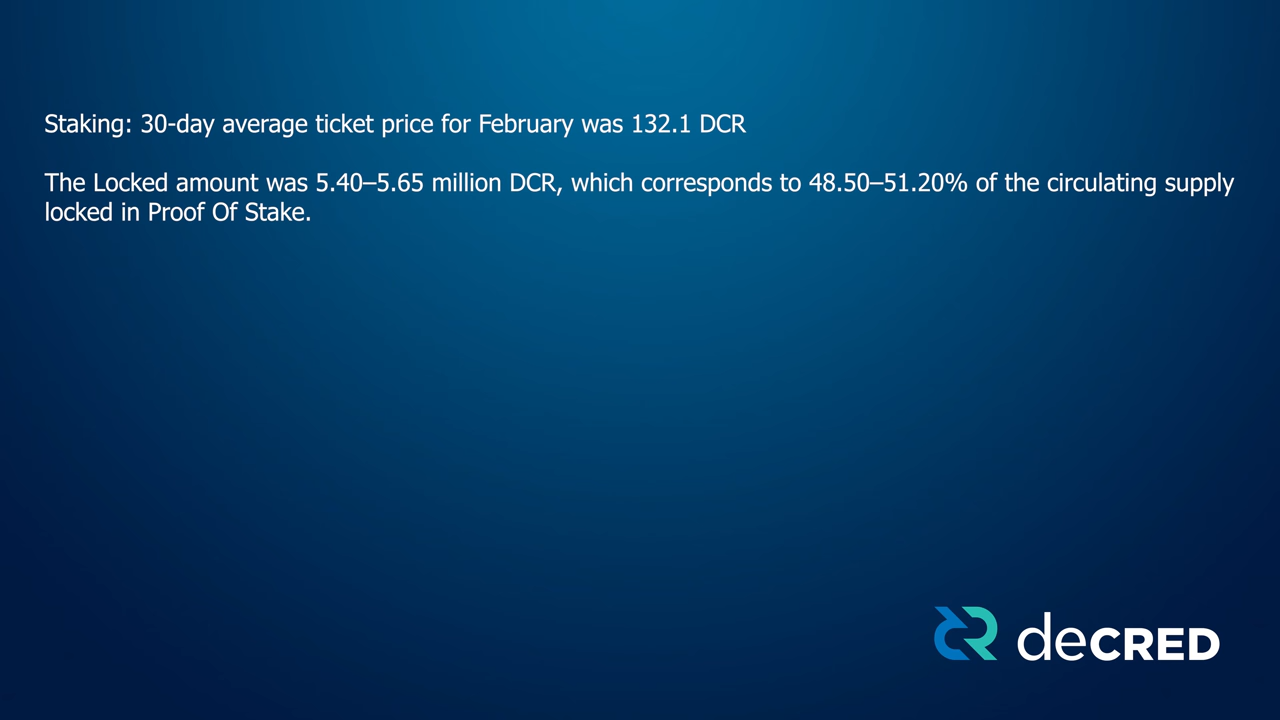 Staking: 30-day average ticket price for February was 132.1 DCR
The Locked amount was 5.40–5.65 million DCR, which corresponds to 48.50–51.20% of the circulating supply
locked in Proof Of Stake.
deCRED